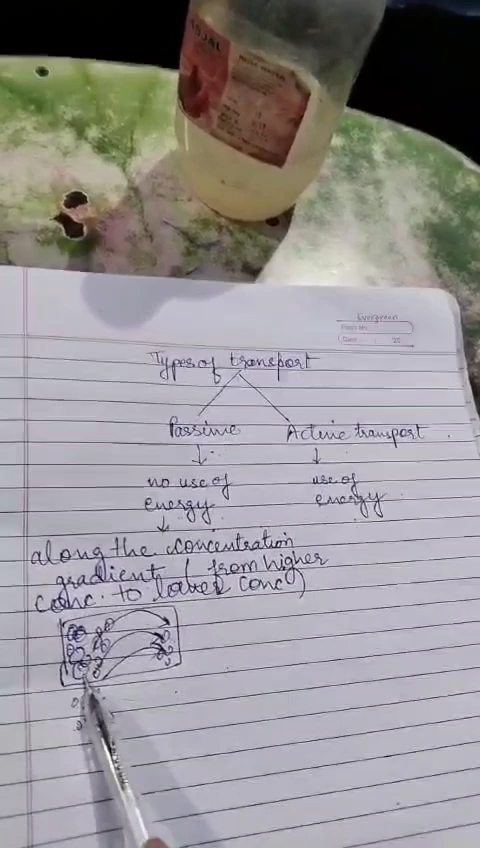 Evergreen
Types of transport
Passive Active transport
no use of use of
energy energy
along the concentration
gradient ( from higher
conc. to lower conc)